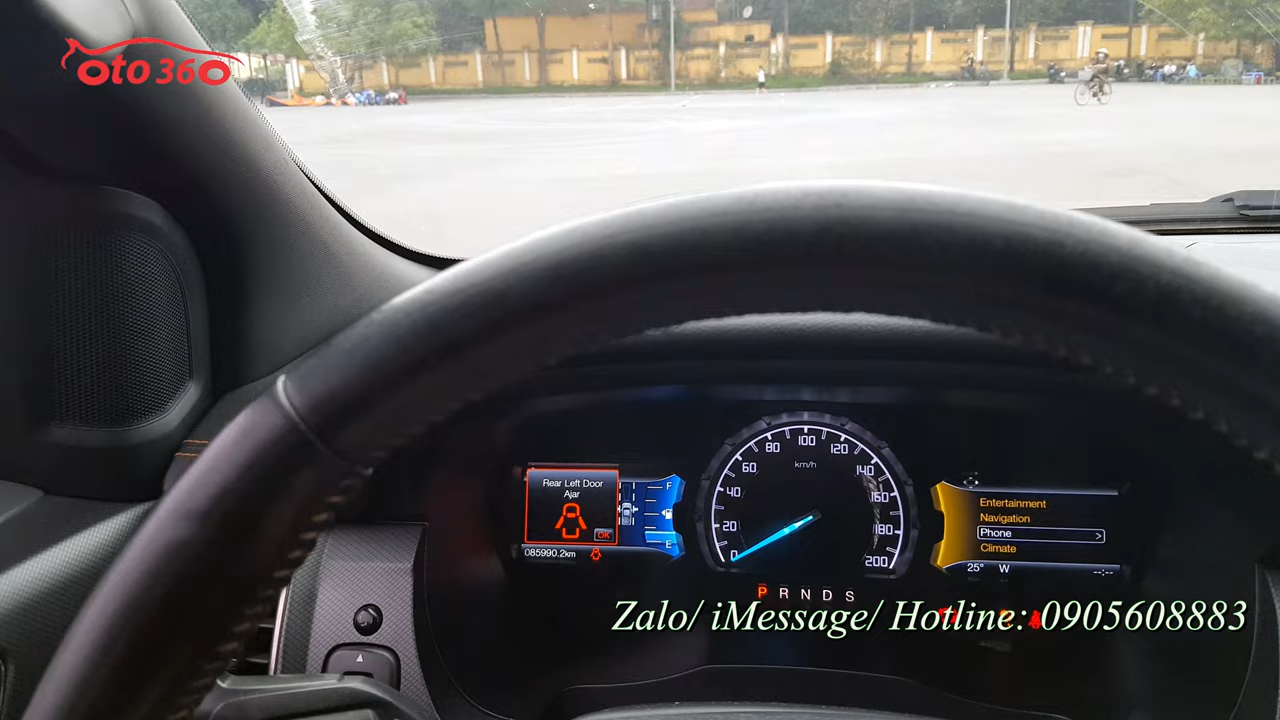 oto360
Rear Left Door
Ajar
OK
085990.2km
F
E
0
20
40
60
80
100
120
140
160
180
200
km/h
P R N D S
Entertainment
Navigation
Phone >
Climate
25° W --:--
Zalo/ iMessage/ Hotline: 0905608883